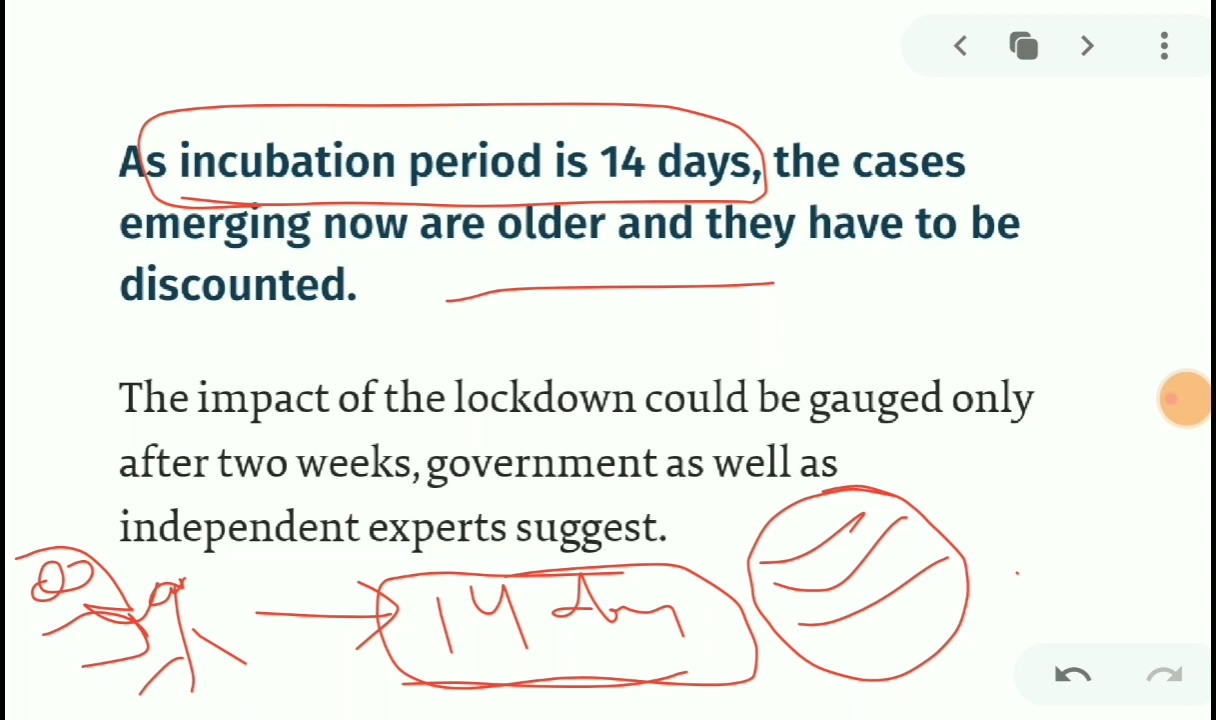 As incubation period is 14 days, the cases
emerging now are older and they have to be
discounted.
The impact of the lockdown could be gauged only
after two weeks, government as well as
independent experts suggest.
14